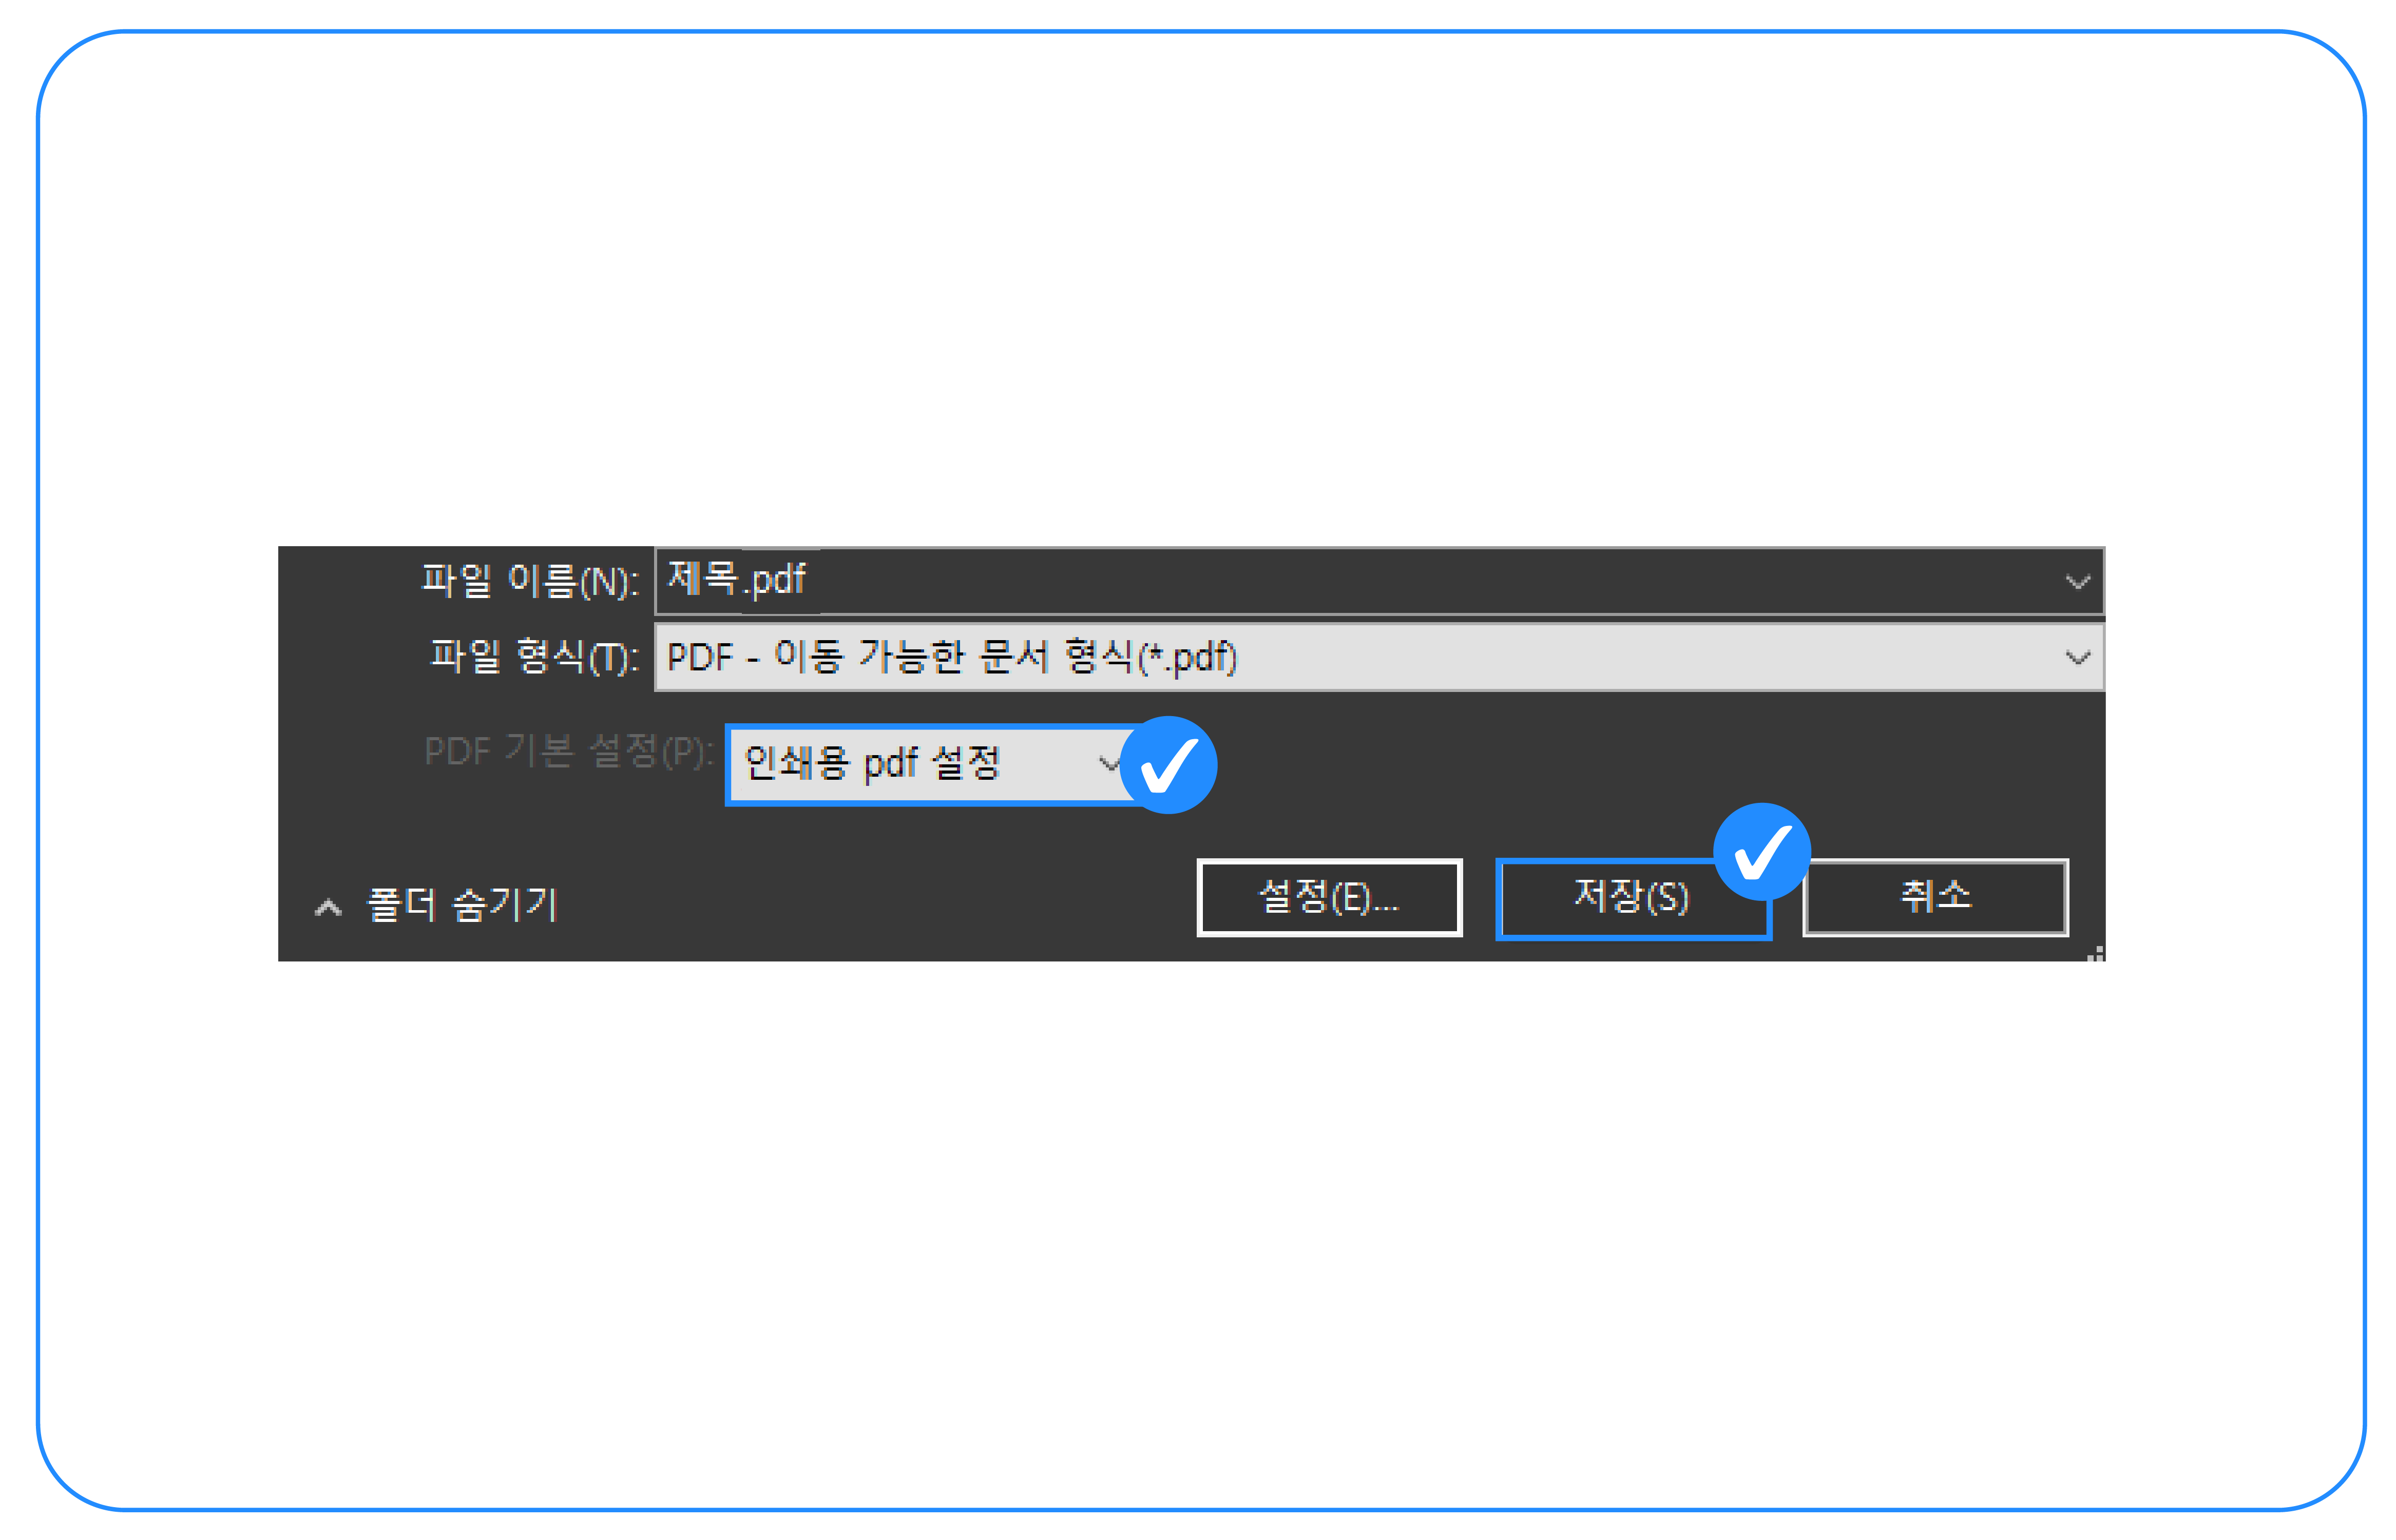 파일 이름(N): 제목.pdf
파일 형식(T): PDF - 이동 가능한 문서 형식(*.pdf)
PDF 기본 설정(P): 인쇄용 pdf 설정
폴더 숨기기 설정(E)... 저장(S) 취소